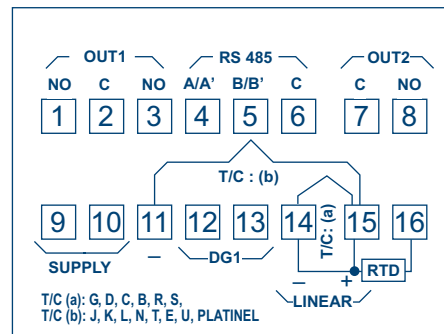 OUT1 RS 485 OUT2
NO C NO A/A' B/B' C C NO
1 2 3 4 5 6 7 8
T/C : (b)
T/C: (a)
9 10 11 12 13 14 15 16
SUPPLY – DG1 – + RTD
LINEAR
T/C (a): G, D, C, B, R, S,
T/C (b): J, K, L, N, T, E, U, PLATINEL